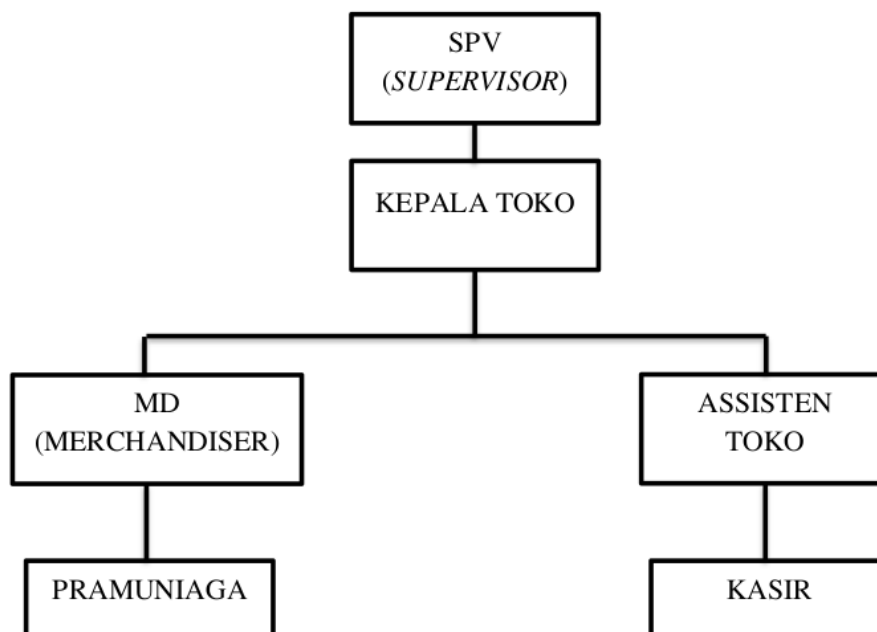 SPV
(SUPERVISOR)
KEPALA TOKO
MD
(MERCHANDISER)
ASSISTEN
TOKO
PRAMUNIAGA
KASIR